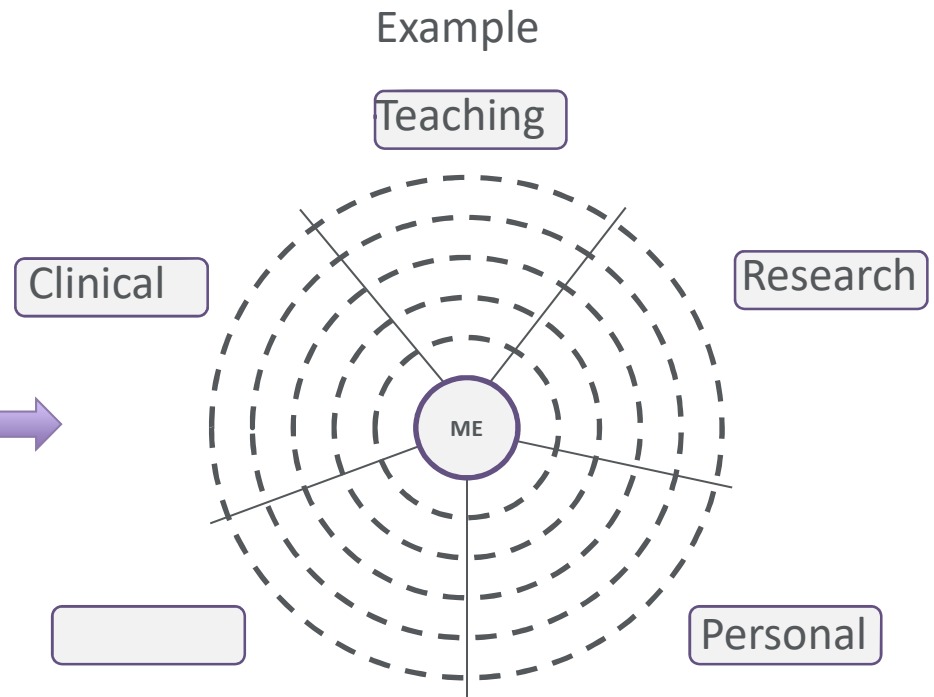 Example
Teaching
Clinical
Research
ME
Personal